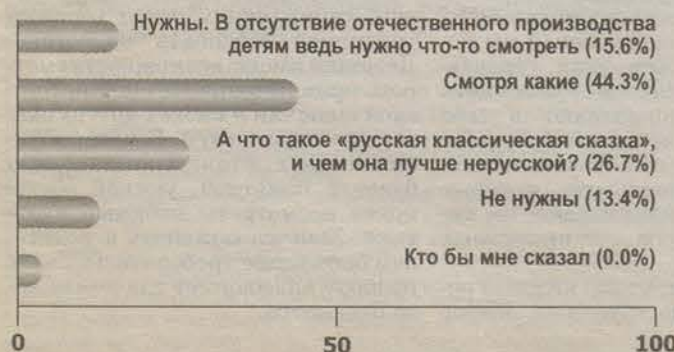 Нужны. В отсутствие отечественного производства
детям ведь нужно что-то смотреть (15.6%)
Смотря какие (44.3%)
А что такое «русская классическая сказка»,
и чем она лучше нерусской? (26.7%)
Не нужны (13.4%)
Кто бы мне сказал (0.0%)
0 50 100